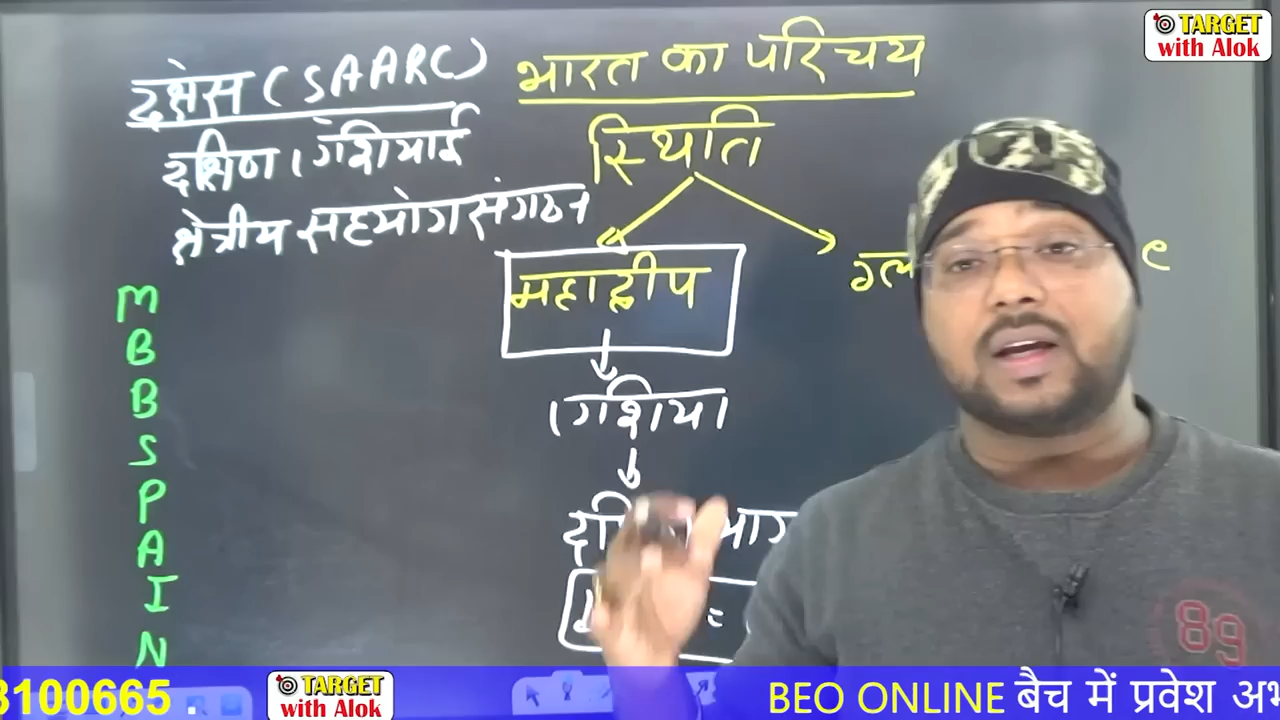 TARGET
with Alok
दक्षेस (SAARC)
दक्षिण एशियाई
क्षेत्रीय सहयोग संगठन
भारत का परिचय
स्थिति
महाद्वीप
एशिया
M
B
B
S
P
A
I
N
89
3100665
TARGET
with Alok
BEO ONLINE बैच में प्रवेश